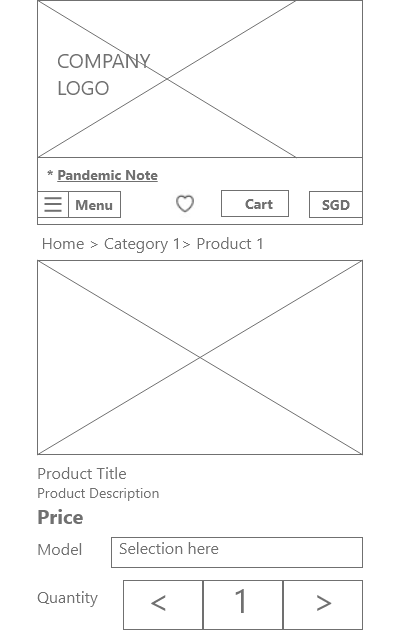 COMPANY
LOGO
* Pandemic Note
Menu
Cart
SGD
Home > Category 1> Product 1
Product Title
Product Description
Price
Model
Selection here
Quantity
< 1 >